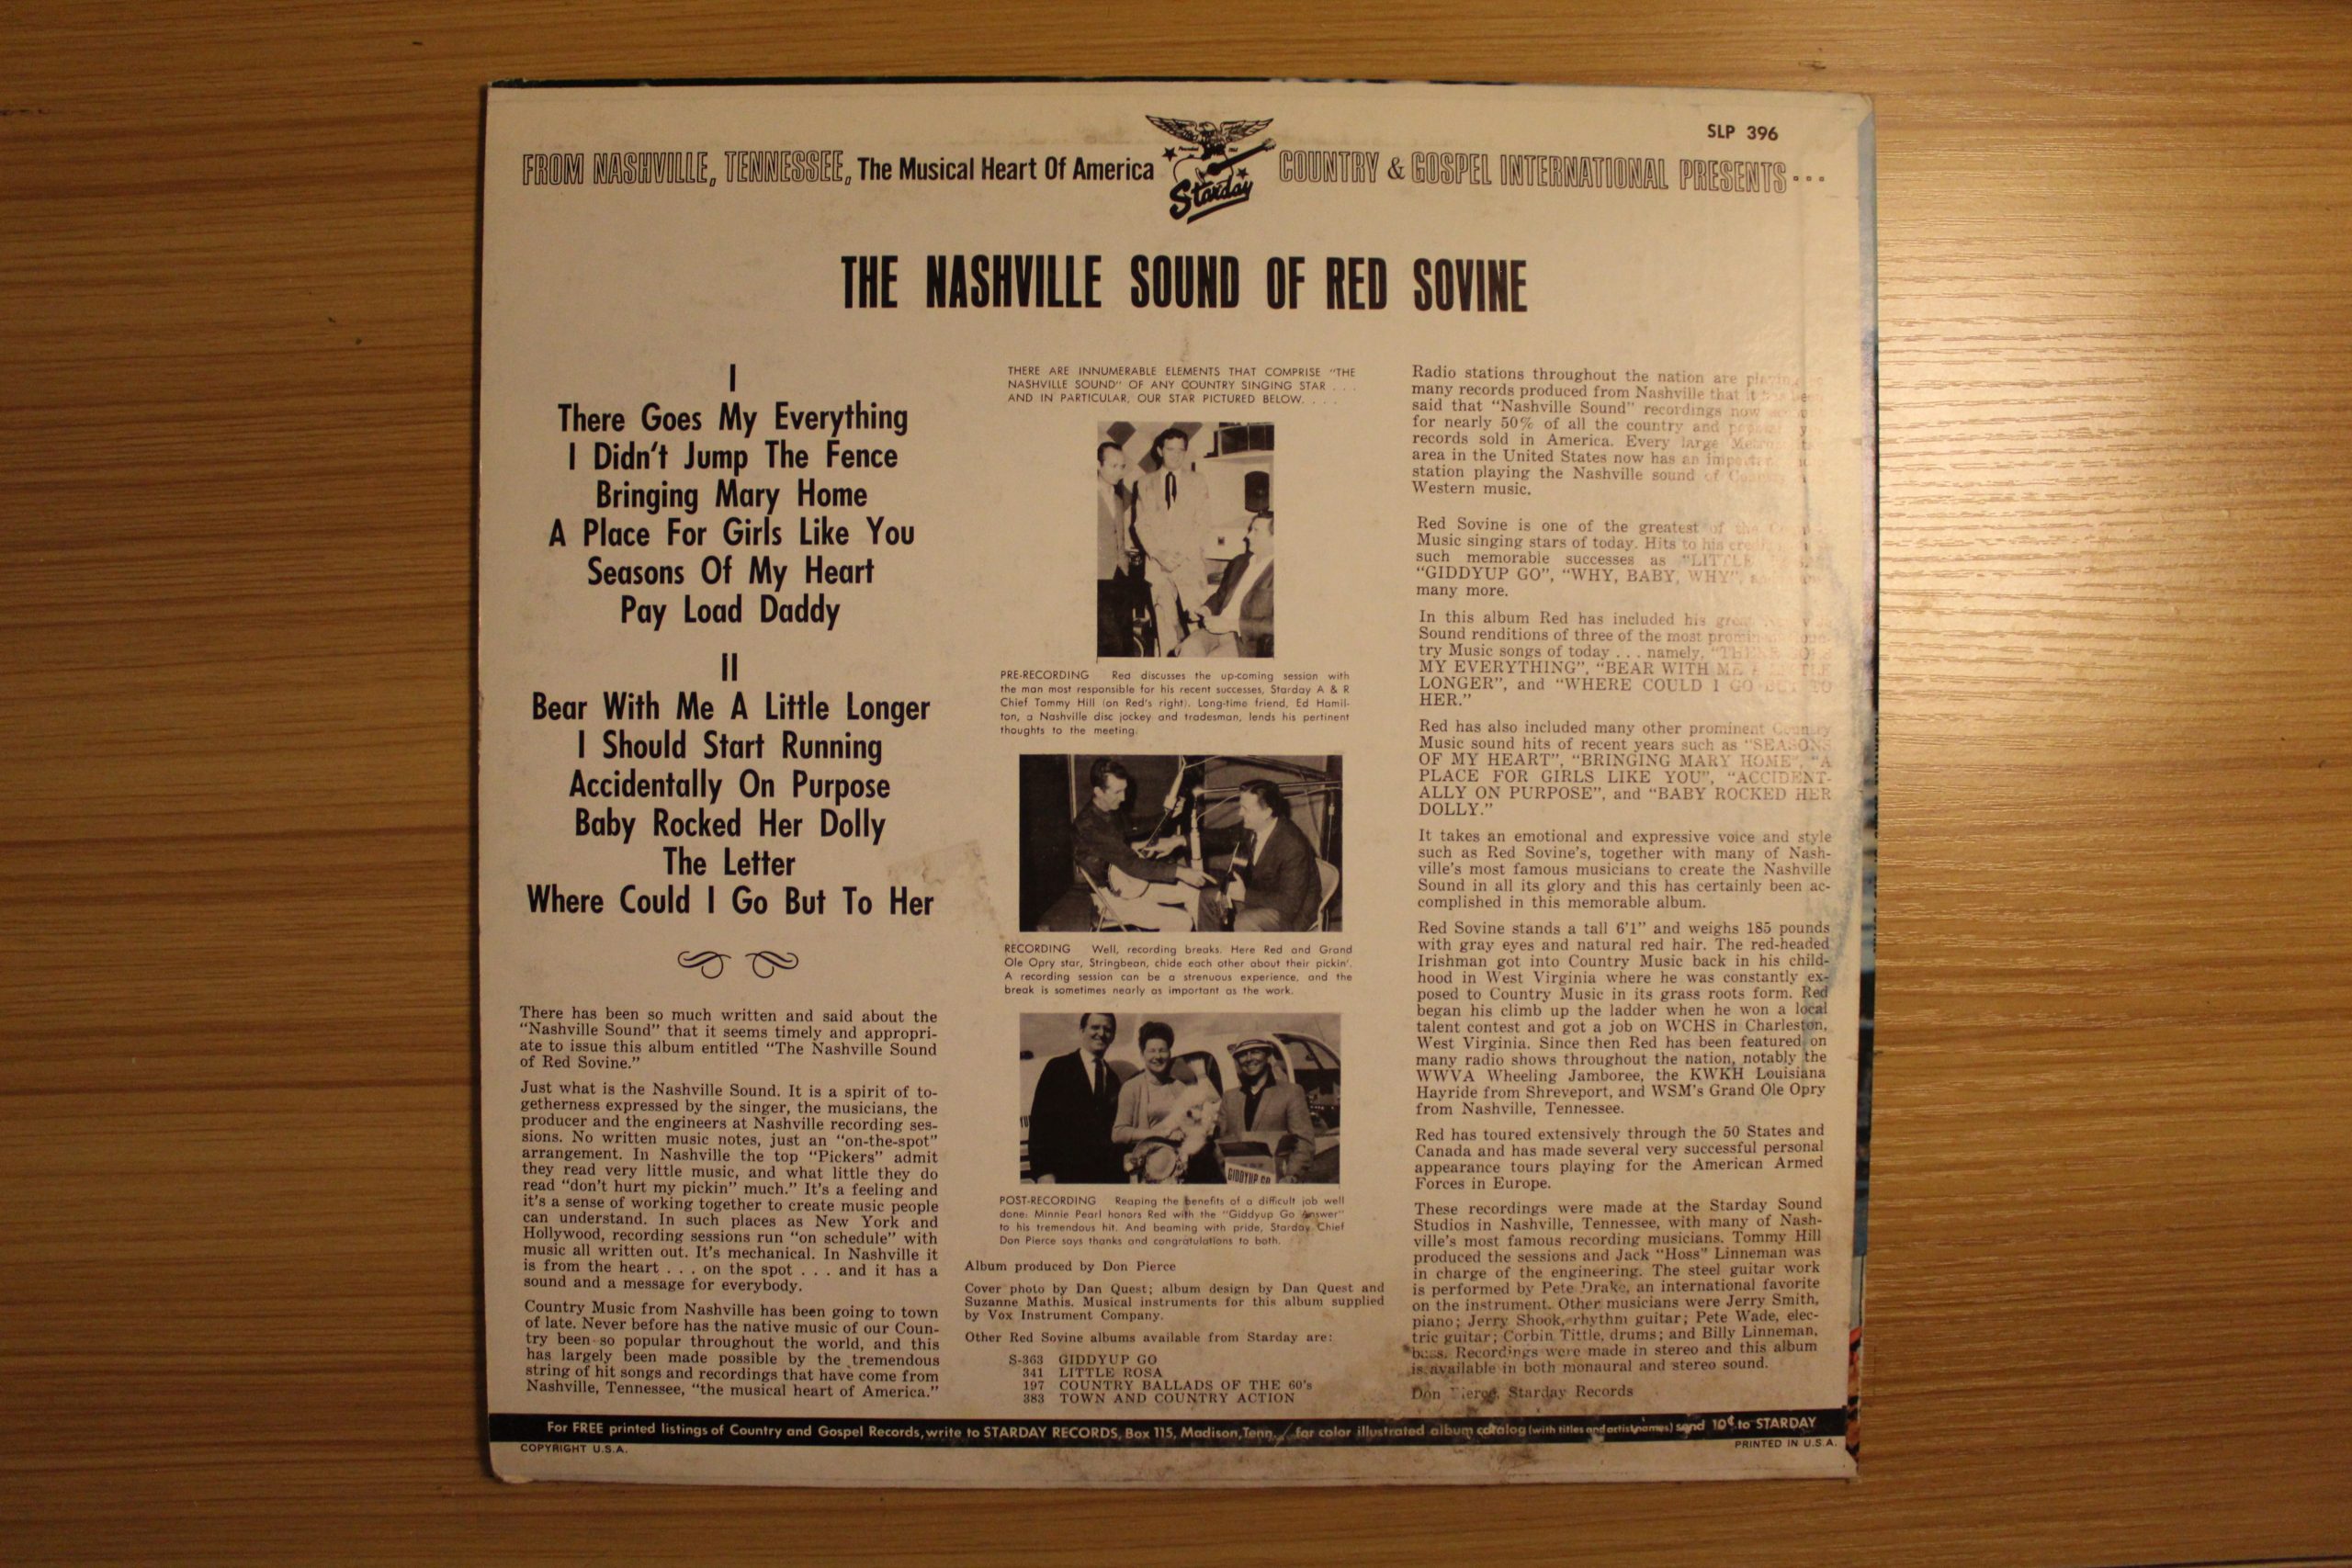 SLP 396
FROM NASHVILLE, TENNESSEE, The Musical Heart Of America Starday COUNTRY & GOSPEL INTERNATIONAL PRESENTS . . .
THE NASHVILLE SOUND OF RED SOVINE
I
There Goes My Everything
I Didn't Jump The Fence
Bringing Mary Home
A Place For Girls Like You
Seasons Of My Heart
Pay Load Daddy
II
Bear With Me A Little Longer
I Should Start Running
Accidentally On Purpose
Baby Rocked Her Dolly
The Letter
Where Could I Go But To Her
There has been so much written and said about the
"Nashville Sound" that it seems timely and appropri-
ate to issue this album entitled "The Nashville Sound
of Red Sovine."
Just what is the Nashville Sound. It is a spirit of to-
getherness expressed by the singer, the musicians, the
producer and the engineers at Nashville recording ses-
sions. No written music notes, just an "on-the-spot"
arrangement. In Nashville the top "Pickers" admit
they read very little music, and what little they do
read "don't hurt my pickin" much." It's a feeling and
it's a sense of working together to create music people
can understand. In such places as New York and
Hollywood, recording sessions run "on schedule" with
music all written out. It's mechanical. In Nashville it
is from the heart . . . on the spot . . . and it has a
sound and a message for everybody.
Country Music from Nashville has been going to town
of late. Never before has the native music of our Coun-
try been so popular throughout the world, and this
has largely been made possible by the tremendous
string of hit songs and recordings that have come from
Nashville, Tennessee, "the musical heart of America."
THERE ARE INNUMERABLE ELEMENTS THAT COMPRISE "THE
NASHVILLE SOUND" OF ANY COUNTRY SINGING STAR . . .
AND IN PARTICULAR, OUR STAR PICTURED BELOW. . . .
PRE-RECORDING Red discusses the up-coming session with
the man most responsible for his recent successes, Starday A & R
Chief Tommy Hill (on Red's right). Long-time friend, Ed Hamil-
ton, a Nashville disc jockey and tradesman, lends his pertinent
thoughts to the meeting.
RECORDING Well, recording breaks. Here Red and Grand
Ole Opry star, Stringbean, chide each other about their pickin'.
A recording session can be a strenuous experience, and the
break is sometimes nearly as important as the work.
GIDDYUP GO
POST-RECORDING Reaping the benefits of a difficult job well
done: Minnie Pearl honors Red with the "Giddyup Go Answer"
to his tremendous hit. And beaming with pride, Starday Chief
Don Pierce says thanks and congratulations to both.
Album produced by Don Pierce
Cover photo by Dan Quest; album design by Dan Quest and
Suzanne Mathis. Musical instruments for this album supplied
by Vox Instrument Company.
Other Red Sovine albums available from Starday are:
S-363 GIDDYUP GO
341 LITTLE ROSA
197 COUNTRY BALLADS OF THE 60's
383 TOWN AND COUNTRY ACTION
Radio stations throughout the nation are playing
many records produced from Nashville that it
said that "Nashville Sound" recordings now
for nearly 50% of all the country and
records sold in America. Every large
area in the United States now has an
station playing the Nashville sound of
Western music.
Red Sovine is one of the greatest of the
Music singing stars of today. Hits to his
such memorable successes as "LITTLE
"GIDDYUP GO", "WHY, BABY, WHY",
many more.
In this album Red has included his
Sound renditions of three of the most
try Music songs of today . . . namely,
MY EVERYTHING", "BEAR WITH ME A LITTLE
LONGER", and "WHERE COULD I GO BUT TO
HER."
Red has also included many other prominent Country
Music sound hits of recent years such as "SEASONS
OF MY HEART", "BRINGING MARY HOME", "A
PLACE FOR GIRLS LIKE YOU", "ACCIDENT-
ALLY ON PURPOSE", and "BABY ROCKED HER
DOLLY."
It takes an emotional and expressive voice and style
such as Red Sovine's, together with many of Nash-
ville's most famous musicians to create the Nashville
Sound in all its glory and this has certainly been ac-
complished in this memorable album.
Red Sovine stands a tall 6'1" and weighs 185 pounds
with gray eyes and natural red hair. The red-headed
Irishman got into Country Music back in his child-
hood in West Virginia where he was constantly ex-
posed to Country Music in its grass roots form. Red
began his climb up the ladder when he won a local
talent contest and got a job on WCHS in Charleston,
West Virginia. Since then Red has been featured on
many radio shows throughout the nation, notably the
WWVA Wheeling Jamboree, the KWKH Louisiana
Hayride from Shreveport, and WSM's Grand Ole Opry
from Nashville, Tennessee.
Red has toured extensively through the 50 States and
Canada and has made several very successful personal
appearance tours playing for the American Armed
Forces in Europe.
These recordings were made at the Starday Sound
Studios in Nashville, Tennessee, with many of Nash-
ville's most famous recording musicians. Tommy Hill
produced the sessions and Jack "Hoss" Linneman was
in charge of the engineering. The steel guitar work
is performed by Pete Drake, an international favorite
on the instrument. Other musicians were Jerry Smith,
piano; Jerry Shook, rhythm guitar; Pete Wade, elec-
tric guitar; Corbin Tittle, drums; and Billy Linneman,
bass. Recordings were made in stereo and this album
is available in both monaural and stereo sound.
Don Pierce, Starday Records
For FREE printed listings of Country and Gospel Records, write to STARDAY RECORDS, Box 115, Madison, Tenn. / for color illustrated album catalog (with titles and artist names) send 10¢ to STARDAY
COPYRIGHT U.S.A.
PRINTED IN U.S.A.